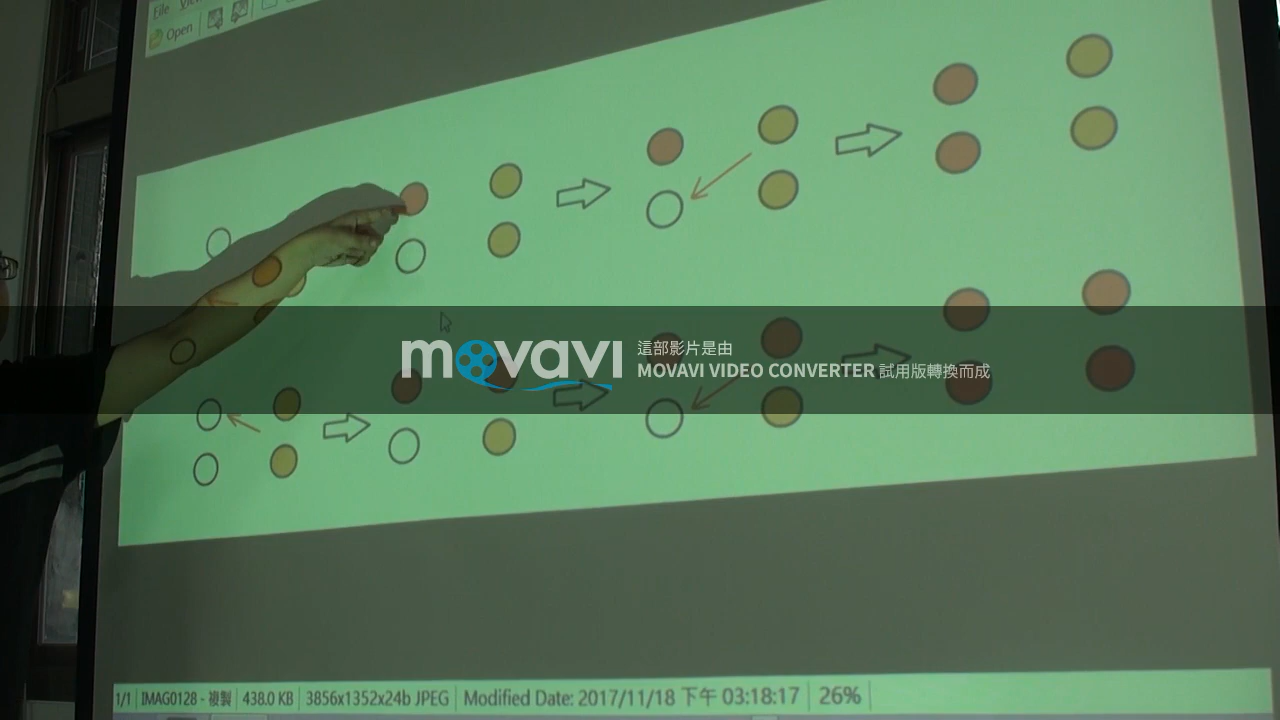 File View
Open
movavi
這部影片是由
MOVAVI VIDEO CONVERTER 試用版轉換而成
1/1 IMAG0128 - 複製 438.0 KB 3856x1352x24b JPEG Modified Date: 2017/11/18 下午 03:18:17 26%